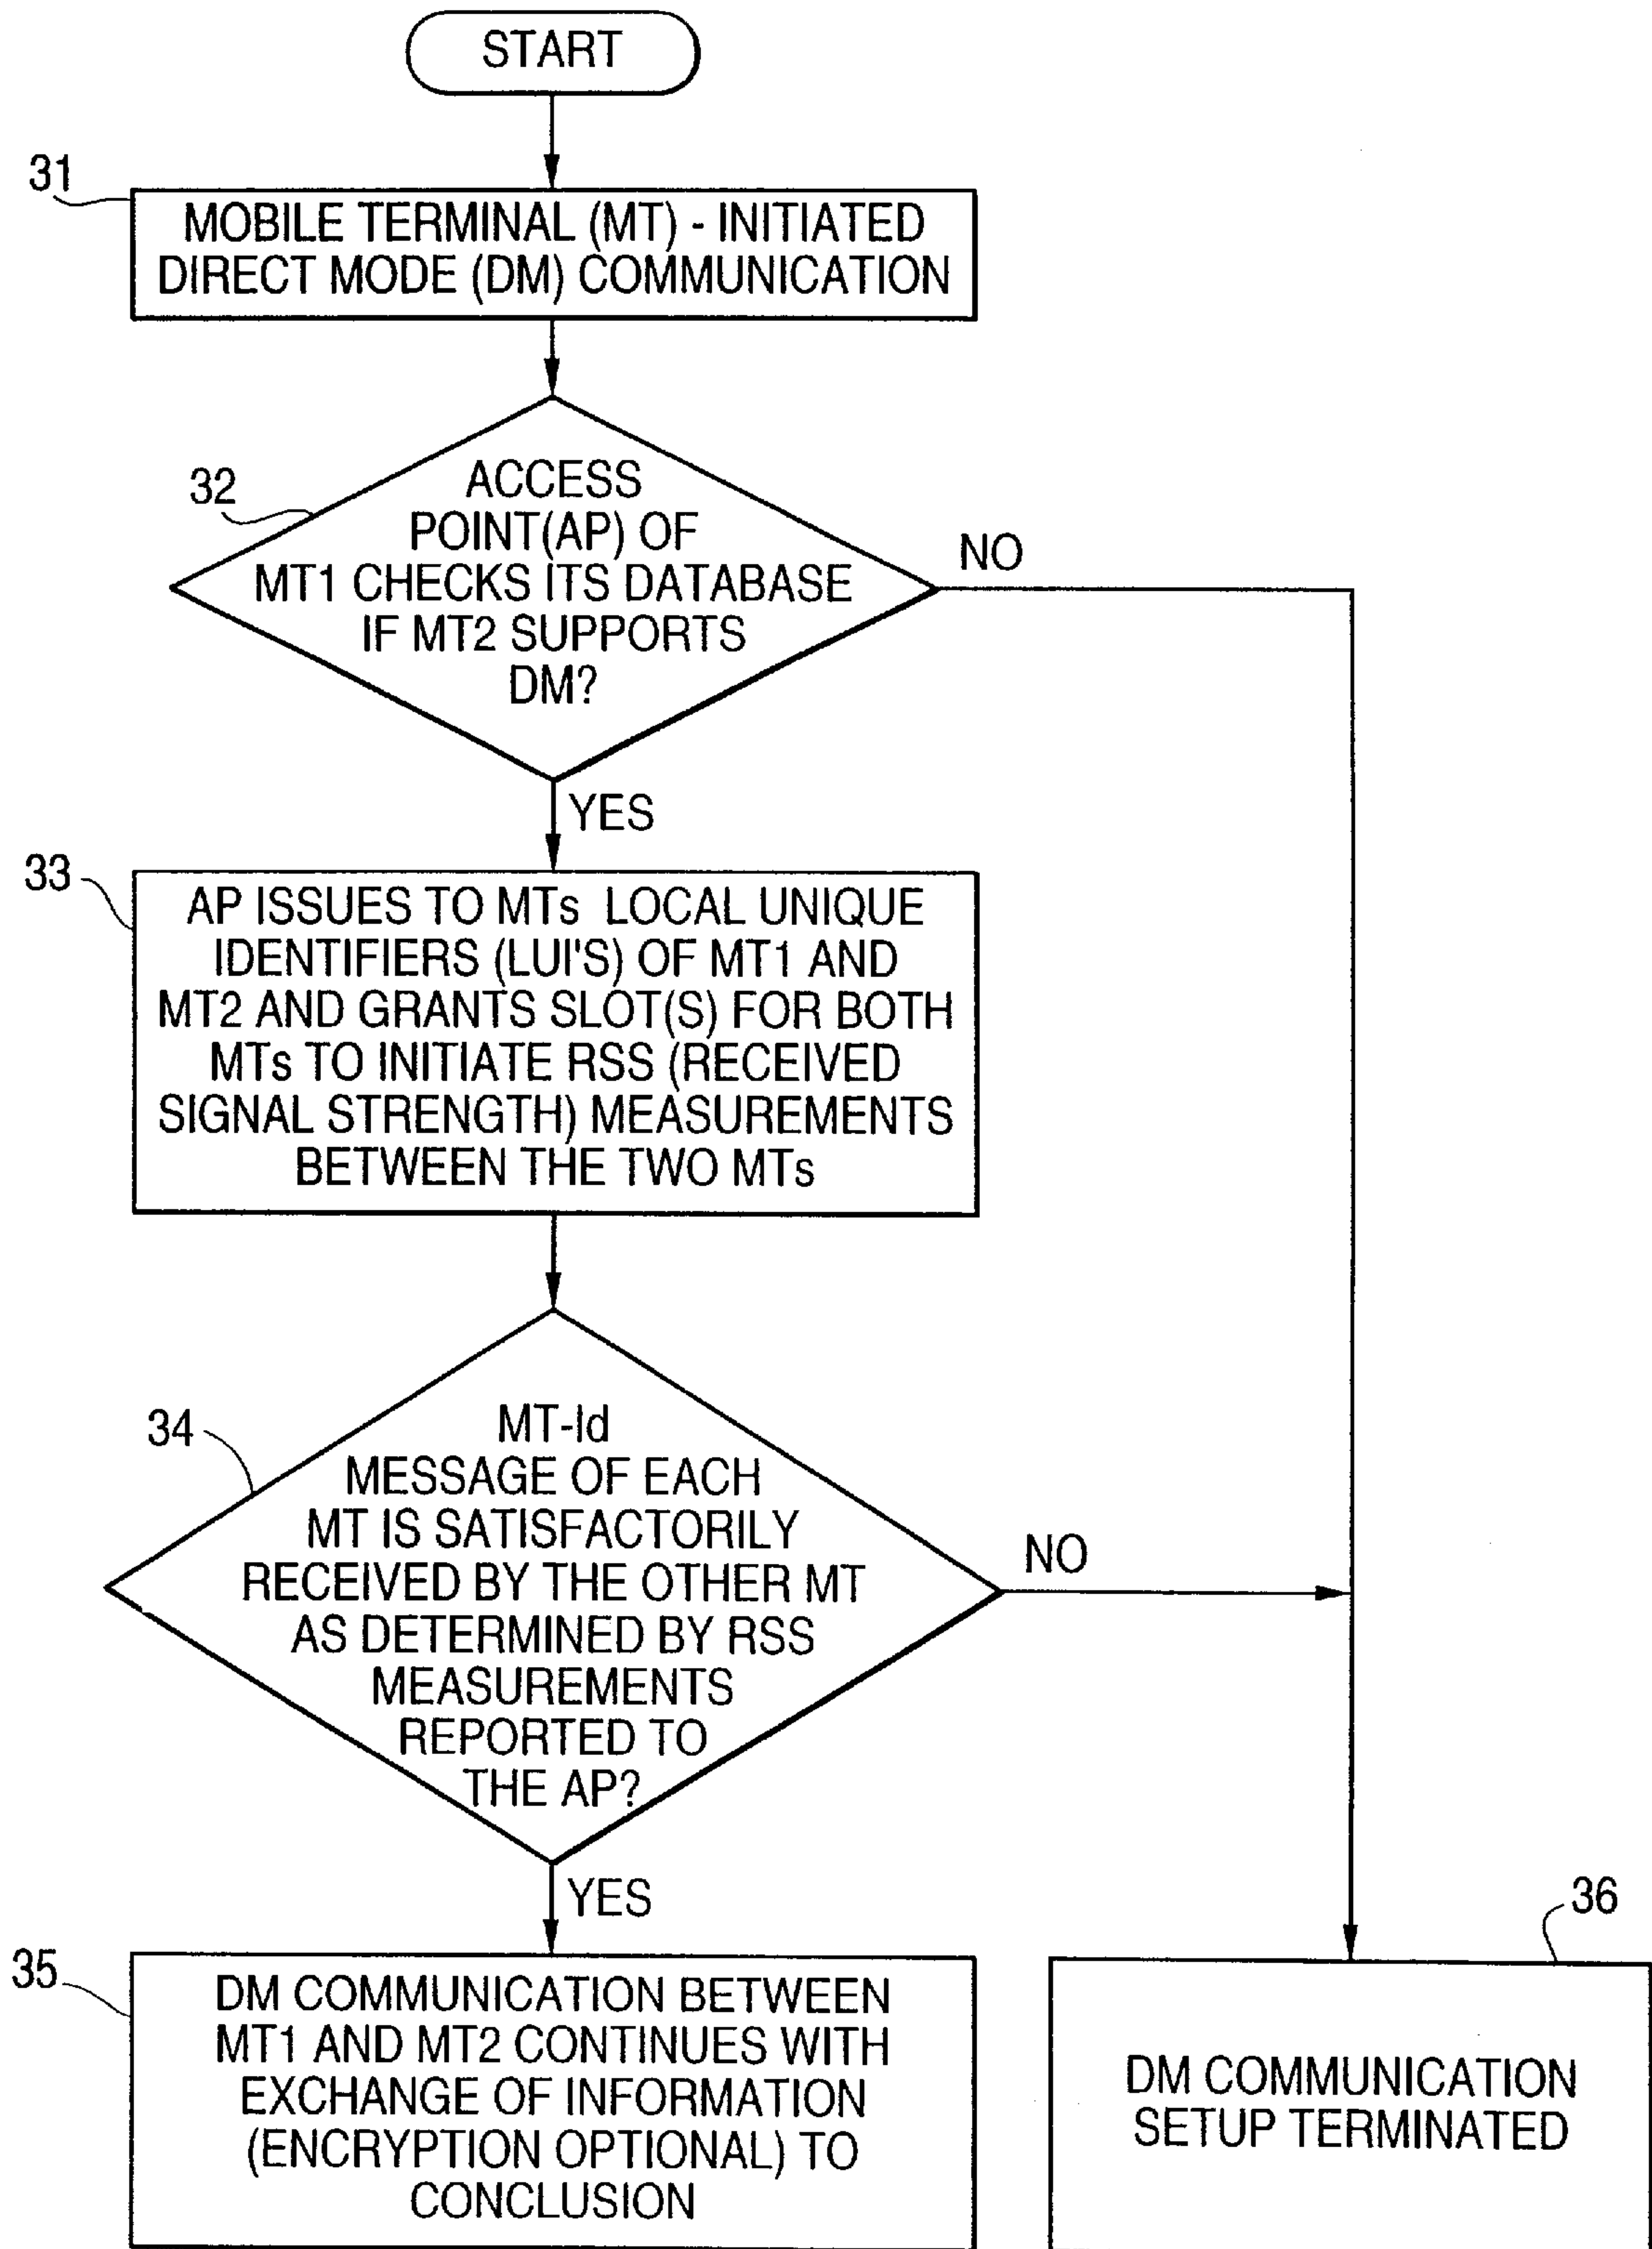 START
31
MOBILE TERMINAL (MT) - INITIATED
DIRECT MODE (DM) COMMUNICATION
32
ACCESS
POINT(AP) OF
MT1 CHECKS ITS DATABASE
IF MT2 SUPPORTS
DM?
NO
YES
33
AP ISSUES TO MTs LOCAL UNIQUE
IDENTIFIERS (LUI'S) OF MT1 AND
MT2 AND GRANTS SLOT(S) FOR BOTH
MTs TO INITIATE RSS (RECEIVED
SIGNAL STRENGTH) MEASUREMENTS
BETWEEN THE TWO MTs
34
MT-Id
MESSAGE OF EACH
MT IS SATISFACTORILY
RECEIVED BY THE OTHER MT
AS DETERMINED BY RSS
MEASUREMENTS
REPORTED TO
THE AP?
NO
YES
35
DM COMMUNICATION BETWEEN
MT1 AND MT2 CONTINUES WITH
EXCHANGE OF INFORMATION
(ENCRYPTION OPTIONAL) TO
CONCLUSION
36
DM COMMUNICATION
SETUP TERMINATED